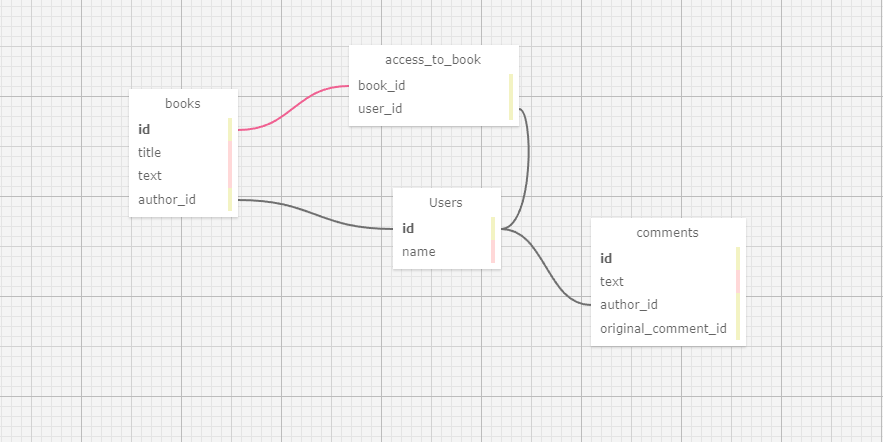 access_to_book
book_id
user_id
books
id
title
text
author_id
Users
id
name
comments
id
text
author_id
original_comment_id